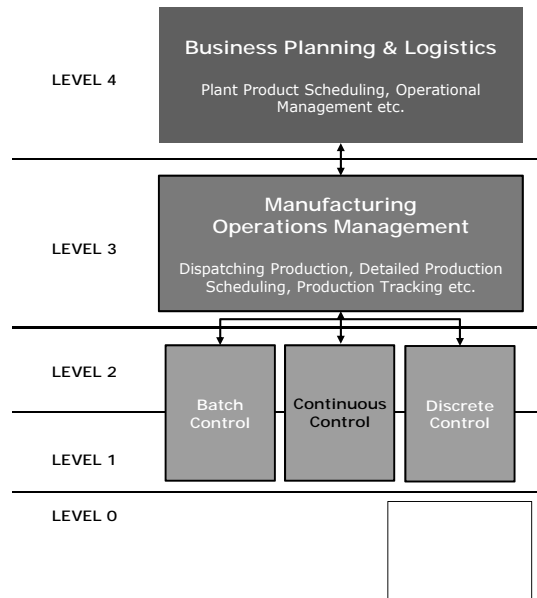 Business Planning & Logistics
LEVEL 4
Plant Product Scheduling, Operational
Management etc.
Manufacturing
Operations Management
LEVEL 3
Dispatching Production, Detailed Production
Scheduling, Production Tracking etc.
LEVEL 2
Batch
Control
Continuous
Control
Discrete
Control
LEVEL 1
LEVEL 0